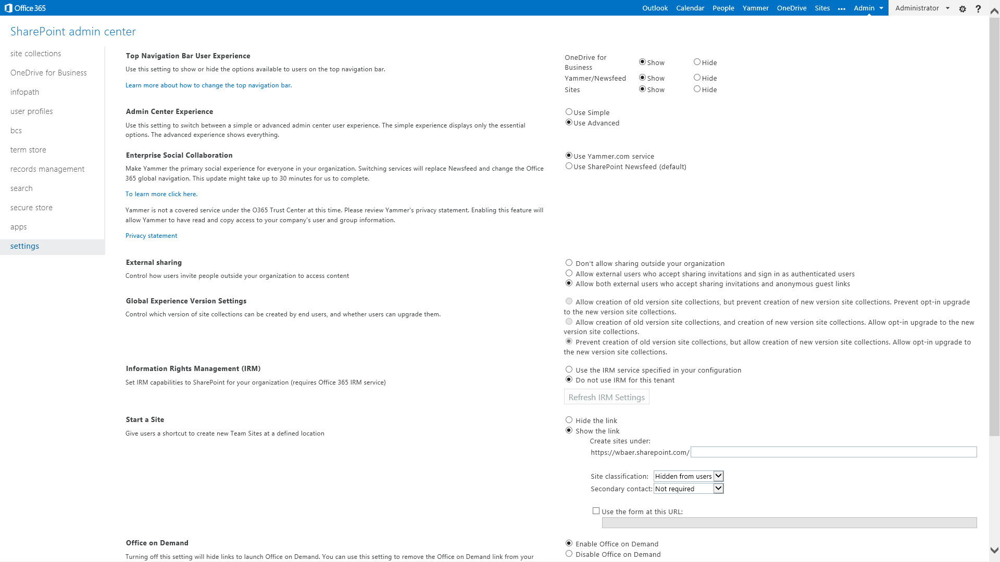 Office 365
Outlook Calendar People Yammer OneDrive Sites ••• Admin Administrator ?
SharePoint admin center
site collections
OneDrive for Business
infopath
user profiles
bcs
term store
records management
search
secure store
apps
settings
Top Navigation Bar User Experience
Use this setting to show or hide the options available to users on the top navigation bar.
Learn more about how to change the top navigation bar.
OneDrive for
Business
Show Hide
Yammer/Newsfeed Show Hide
Sites Show Hide
Admin Center Experience
Use this setting to switch between a simple or advanced admin center user experience. The simple experience displays only the essential
options. The advanced experience shows everything.
Use Simple
Use Advanced
Enterprise Social Collaboration
Make Yammer the primary social experience for everyone in your organization. Switching services will replace Newsfeed and change the Office
365 global navigation. This update might take up to 30 minutes for us to complete.
To learn more click here.
Yammer is not a covered service under the O365 Trust Center at this time. Please review Yammer's privacy statement. Enabling this feature will
allow Yammer to have read and copy access to your company's user and group information.
Privacy statement
Use Yammer.com service
Use SharePoint Newsfeed (default)
External sharing
Control how users invite people outside your organization to access content
Don't allow sharing outside your organization
Allow external users who accept sharing invitations and sign in as authenticated users
Allow both external users who accept sharing invitations and anonymous guest links
Global Experience Version Settings
Control which version of site collections can be created by end users, and whether users can upgrade them.
Allow creation of old version site collections, but prevent creation of new version site collections. Prevent opt-in upgrade
to the new version site collections.
Allow creation of old version site collections, and creation of new version site collections. Allow opt-in upgrade to the new
version site collections.
Prevent creation of old version site collections, but allow creation of new version site collections. Allow opt-in upgrade to
the new version site collections.
Information Rights Management (IRM)
Set IRM capabilities to SharePoint for your organization (requires Office 365 IRM service)
Use the IRM service specified in your configuration
Do not use IRM for this tenant
Refresh IRM Settings
Start a Site
Give users a shortcut to create new Team Sites at a defined location
Hide the link
Show the link
Create sites under:
https://wbaer.sharepoint.com/
Site classification: Hidden from users
Secondary contact: Not required
Use the form at this URL:
Office on Demand
Turning off this setting will hide links to launch Office on Demand. You can use this setting to remove the Office on Demand link from your
Enable Office on Demand
Disable Office on Demand